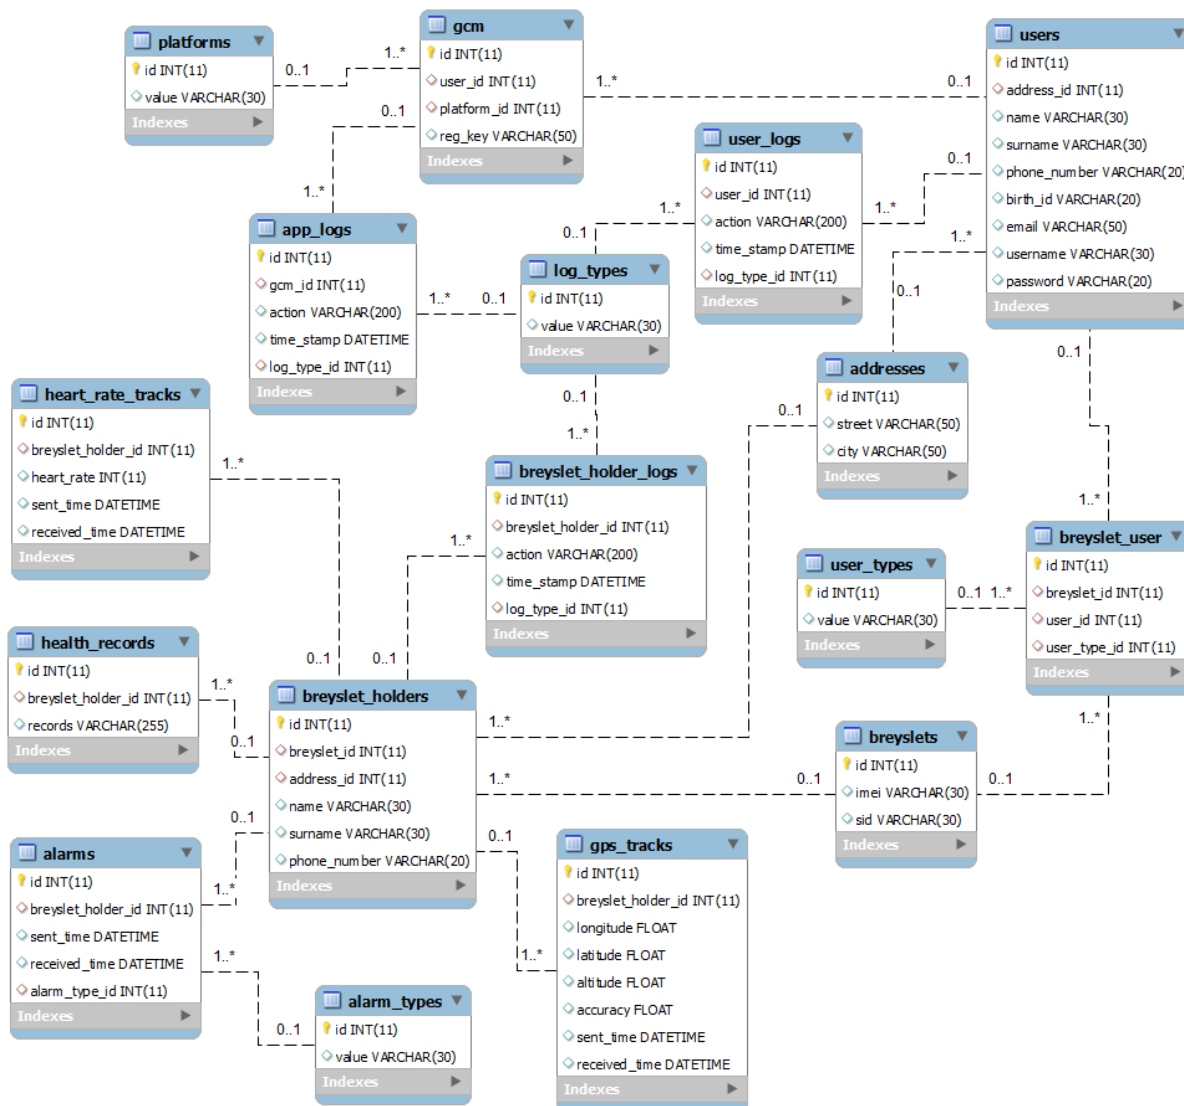 platforms
id INT(11)
value VARCHAR(30)
Indexes
0..1
1..*
gcm
id INT(11)
user_id INT(11)
platform_id INT(11)
reg_key VARCHAR(50)
Indexes
1..*
0..1
users
id INT(11)
address_id INT(11)
name VARCHAR(30)
surname VARCHAR(30)
phone_number VARCHAR(20)
birth_id VARCHAR(20)
email VARCHAR(50)
username VARCHAR(30)
password VARCHAR(20)
Indexes
0..1
1..*
user_logs
id INT(11)
user_id INT(11)
action VARCHAR(200)
time_stamp DATETIME
log_type_id INT(11)
Indexes
0..1
1..*
1..*
0..1
app_logs
id INT(11)
gcm_id INT(11)
action VARCHAR(200)
time_stamp DATETIME
log_type_id INT(11)
Indexes
1..*
0..1
log_types
id INT(11)
value VARCHAR(30)
Indexes
1..*
0..1
0..1
1..*
addresses
id INT(11)
street VARCHAR(50)
city VARCHAR(50)
Indexes
0..1
0..1
1..*
heart_rate_tracks
id INT(11)
breyslet_holder_id INT(11)
heart_rate INT(11)
sent_time DATETIME
received_time DATETIME
Indexes
1..*
0..1
breyslet_holder_logs
id INT(11)
breyslet_holder_id INT(11)
action VARCHAR(200)
time_stamp DATETIME
log_type_id INT(11)
Indexes
1..*
0..1
user_types
id INT(11)
value VARCHAR(30)
Indexes
0..1
1..*
breyslet_user
id INT(11)
breyslet_id INT(11)
user_id INT(11)
user_type_id INT(11)
Indexes
1..*
0..1
health_records
id INT(11)
breyslet_holder_id INT(11)
records VARCHAR(255)
Indexes
1..*
0..1
breyslet_holders
id INT(11)
breyslet_id INT(11)
address_id INT(11)
name VARCHAR(30)
surname VARCHAR(30)
phone_number VARCHAR(20)
Indexes
1..*
1..*
0..1
breyslets
id INT(11)
imei VARCHAR(30)
sid VARCHAR(30)
Indexes
alarms
id INT(11)
breyslet_holder_id INT(11)
sent_time DATETIME
received_time DATETIME
alarm_type_id INT(11)
Indexes
0..1
1..*
1..*
0..1
alarm_types
id INT(11)
value VARCHAR(30)
Indexes
0..1
1..*
gps_tracks
id INT(11)
breyslet_holder_id INT(11)
longitude FLOAT
latitude FLOAT
altitude FLOAT
accuracy FLOAT
sent_time DATETIME
received_time DATETIME
Indexes